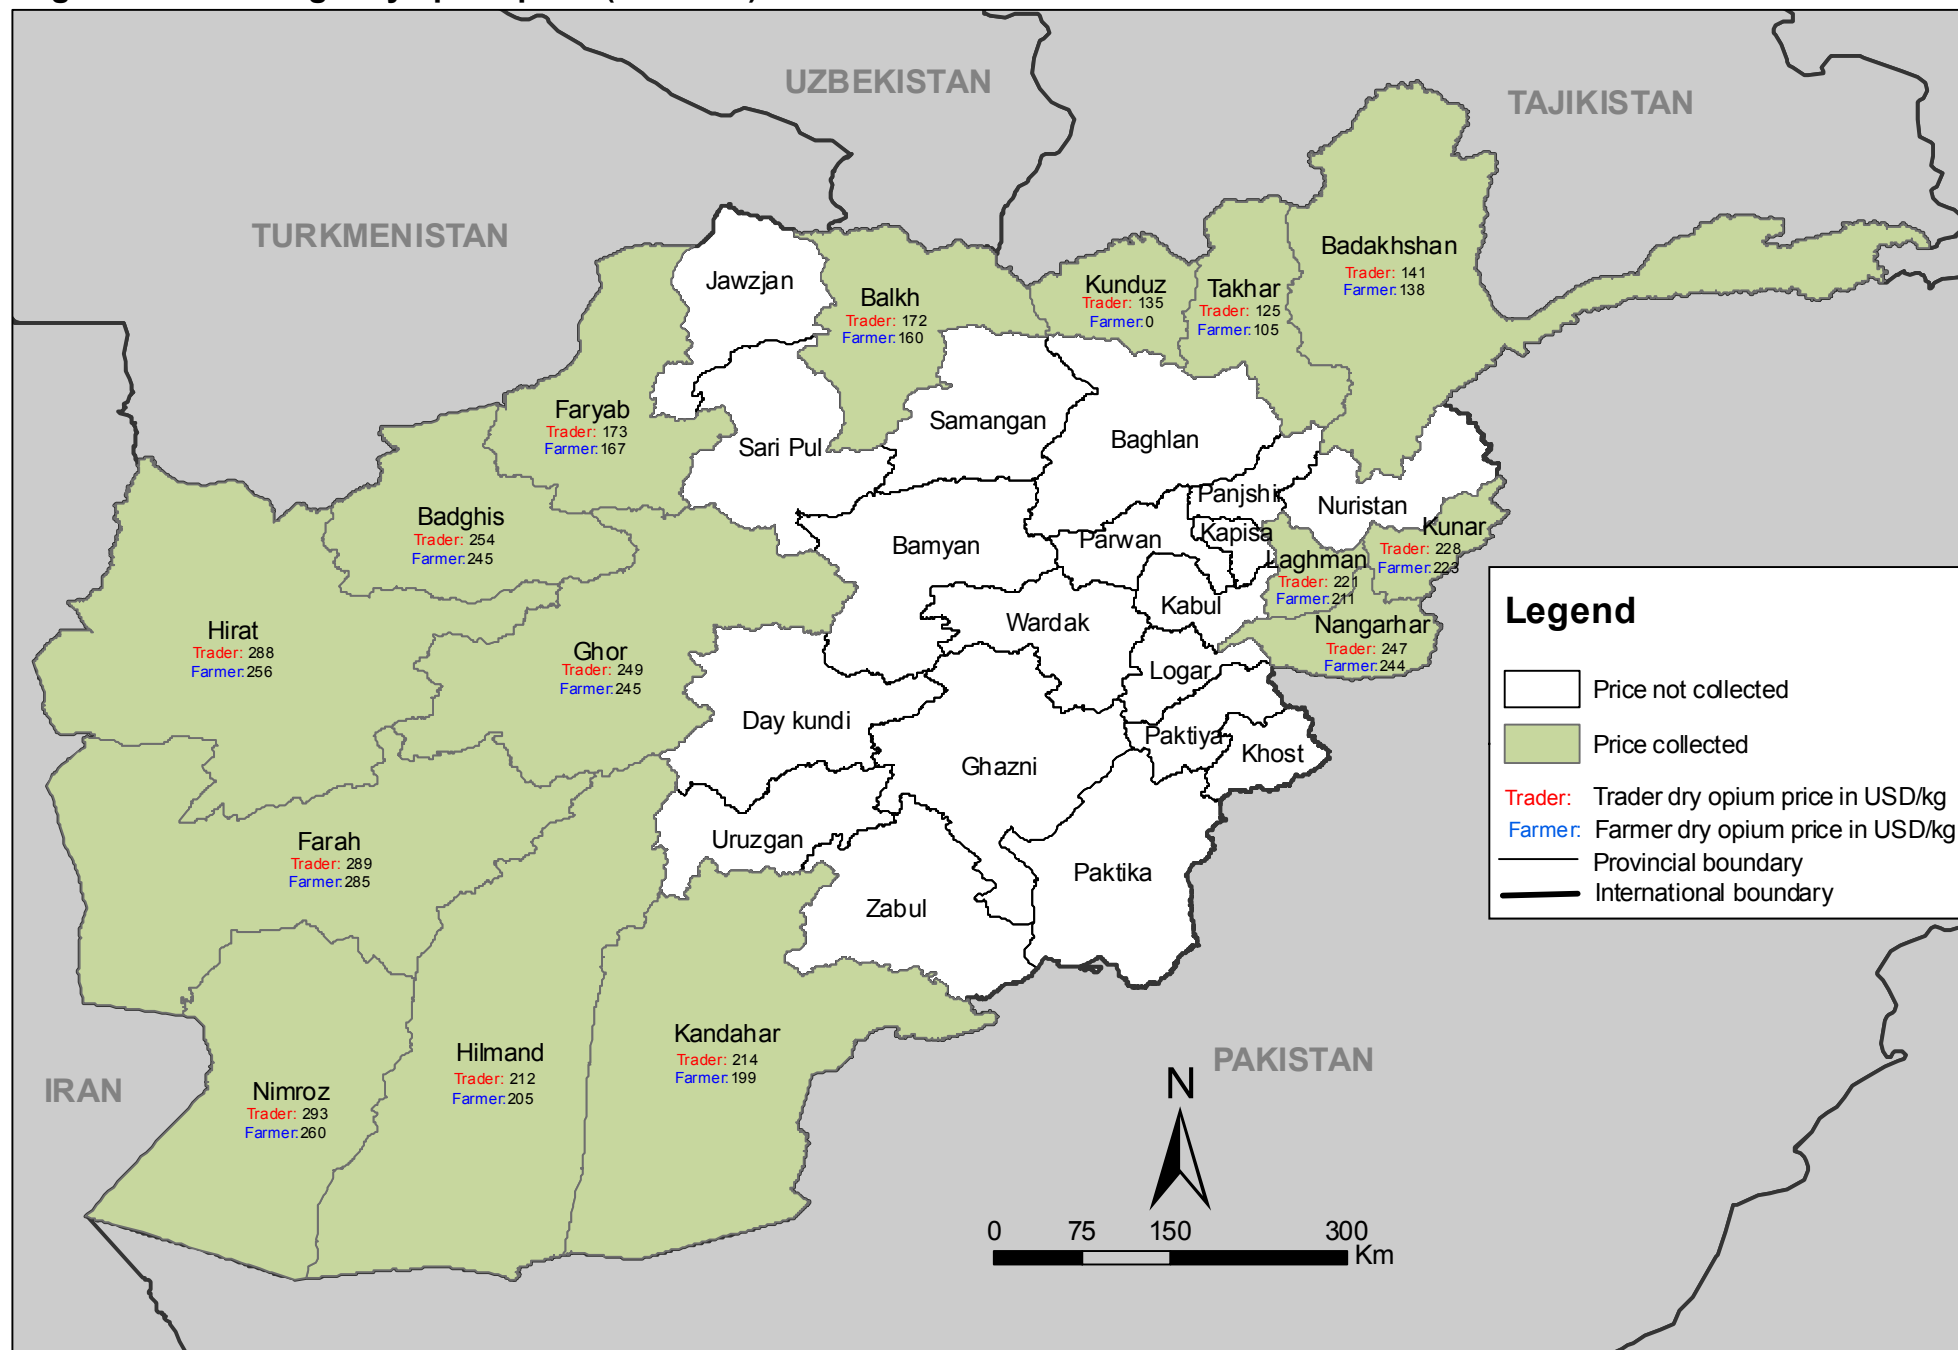 UZBEKISTAN
TAJIKISTAN
TURKMENISTAN
Badakhshan
Trader: 141
Farmer: 138
Jawzjan
Balkh
Trader: 172
Farmer: 160
Kunduz
Trader: 135
Farmer: 0
Takhar
Trader: 125
Farmer: 105
Faryab
Trader: 173
Farmer: 167
Sari Pul
Samangan
Baghlan
Badghis
Trader: 254
Farmer: 245
Bamyan
Panjshir
Nuristan
Parwan
Kapisa
Kunar
Trader: 228
Farmer: 223
Laghman
Trader: 221
Farmer: 211
Hirat
Trader: 288
Farmer: 256
Ghor
Trader: 249
Farmer: 245
Wardak
Kabul
Nangarhar
Trader: 247
Farmer: 244
Logar
Day kundi
Ghazni
Paktiya
Khost
Farah
Trader: 289
Farmer: 285
Uruzgan
Zabul
Paktika
Kandahar
Trader: 214
Farmer: 199
Hilmand
Trader: 212
Farmer: 205
Nimroz
Trader: 293
Farmer: 260
IRAN
PAKISTAN
Legend
Price not collected
Price collected
Trader: Trader dry opium price in USD/kg
Farmer: Farmer dry opium price in USD/kg
Provincial boundary
International boundary
N
0 75 150 300
Km